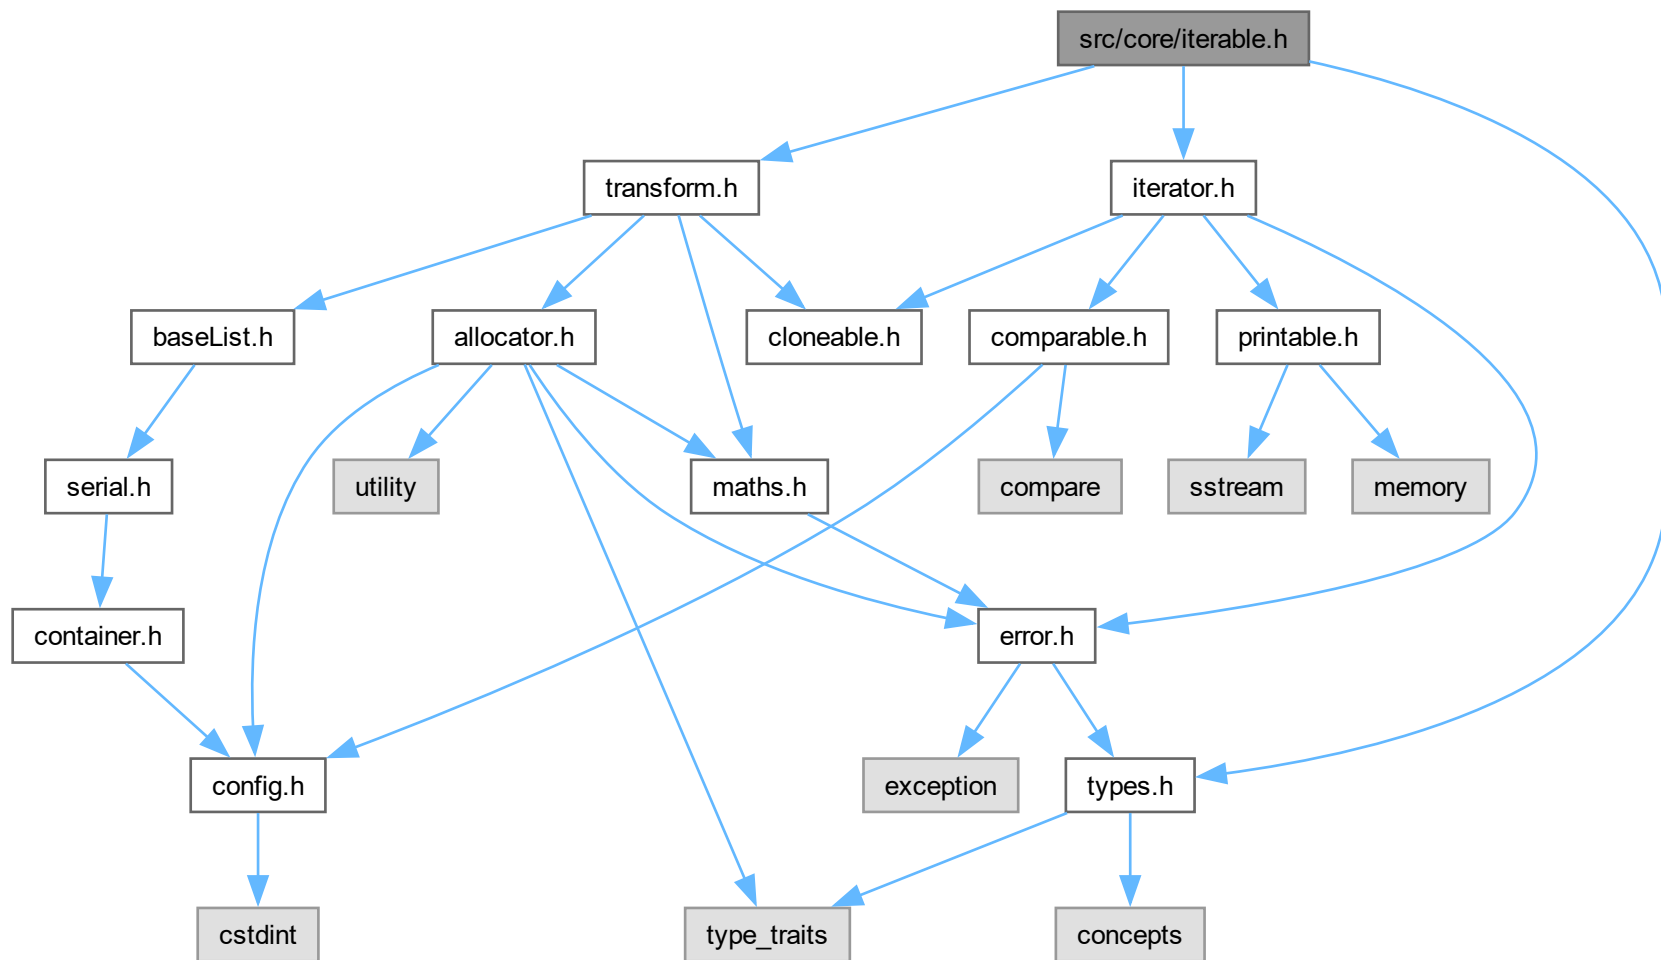 src/core/iterable.h
transform.h
iterator.h
baseList.h
allocator.h
cloneable.h
comparable.h
printable.h
serial.h
utility
maths.h
compare
sstream
memory
container.h
error.h
config.h
exception
types.h
cstdint
type_traits
concepts